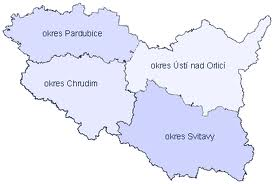 okres Pardubice
okres Ústí nad Orlicí
okres Chrudim
okres Svitavy